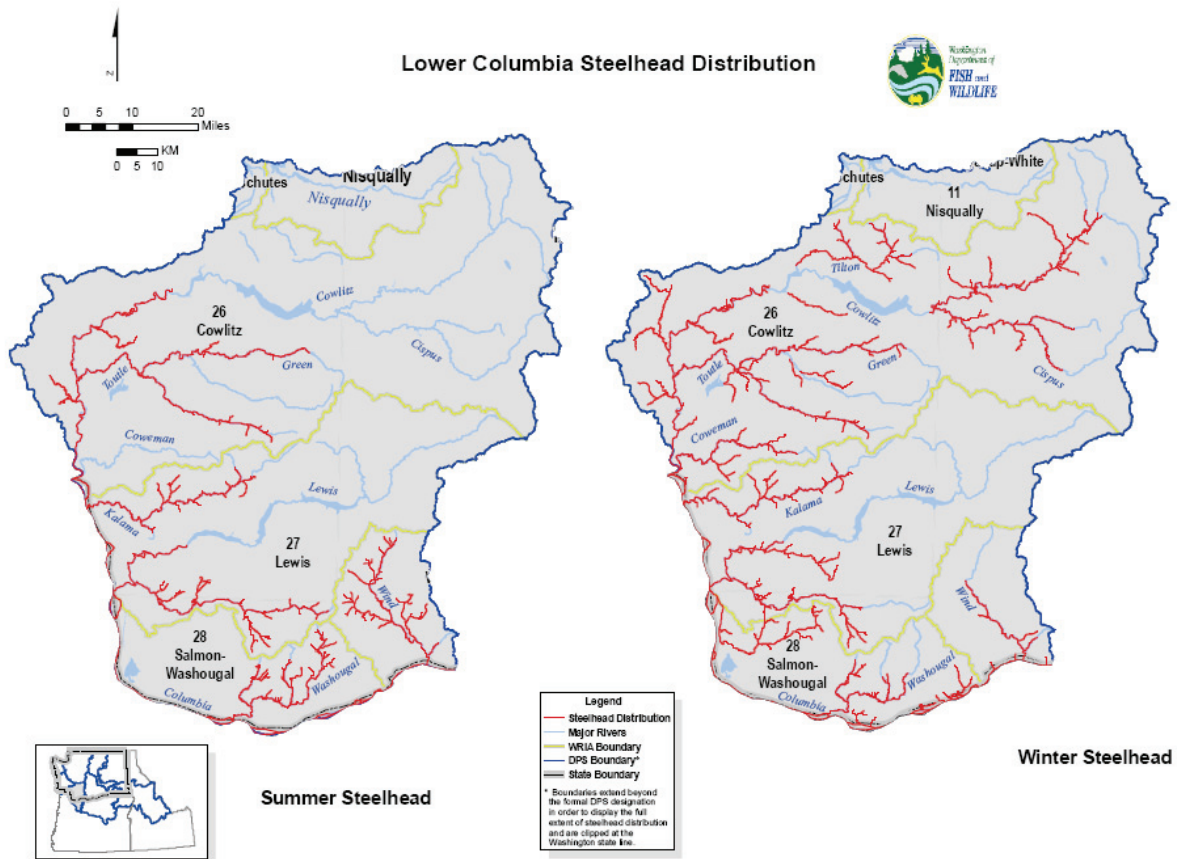 Lower Columbia Steelhead Distribution
Washington
Department of
FISH and
WILDLIFE
N
0 5 10 20
Miles
KM
0 5 10
chutes
Nisqually
Nisqually
26
Cowlitz
Cowlitz
Cispus
Green
Toutle
Coweman
Kalama
Lewis
27
Lewis
Wind
28
Salmon-
Washougal
Washougal
Columbia
Summer Steelhead
chutes
up-White
11
Nisqually
Tilton
26
Cowlitz
Cowlitz
Cispus
Green
Toutle
Coweman
Kalama
Lewis
27
Lewis
Wind
28
Salmon-
Washougal
Washougal
Columbia
Winter Steelhead
Legend
Steelhead Distribution
Major Rivers
WRIA Boundary
DPS Boundary*
State Boundary
* Boundaries extend beyond
the formal DPS designation
in order to display the full
extent of steelhead distribution
and are clipped at the
Washington state line.